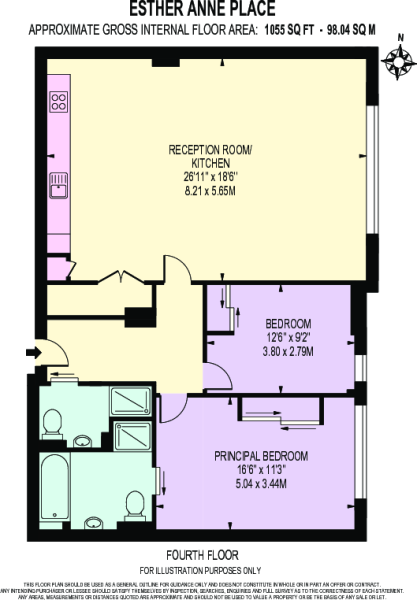 ESTHER ANNE PLACE
APPROXIMATE GROSS INTERNAL FLOOR AREA: 1055 SQ FT - 98.04 SQ M
N
RECEPTION ROOM/
KITCHEN
26'11" x 18'6"
8.21 x 5.65M
BEDROOM
12'6" x 9'2"
3.80 x 2.79M
PRINCIPAL BEDROOM
16'6" x 11'3"
5.04 x 3.44M
FOURTH FLOOR
FOR ILLUSTRATION PURPOSES ONLY
THIS FLOOR PLAN SHOULD BE USED AS A GENERAL OUTLINE FOR GUIDANCE ONLY AND DOES NOT CONSTITUTE IN WHOLE OR IN PART AN OFFER OR CONTRACT.
ANY INTENDING PURCHASER OR LESSEE SHOULD SATISFY THEMSELVES BY INSPECTION, SEARCHES, ENQUIRIES AND FULL SURVEY AS TO THE CORRECTNESS OF EACH STATEMENT.
ANY AREAS, MEASUREMENTS OR DISTANCES QUOTED ARE APPROXIMATE AND SHOULD NOT BE USED TO VALUE A PROPERTY OR BE THE BASIS OF ANY SALE OR LET.